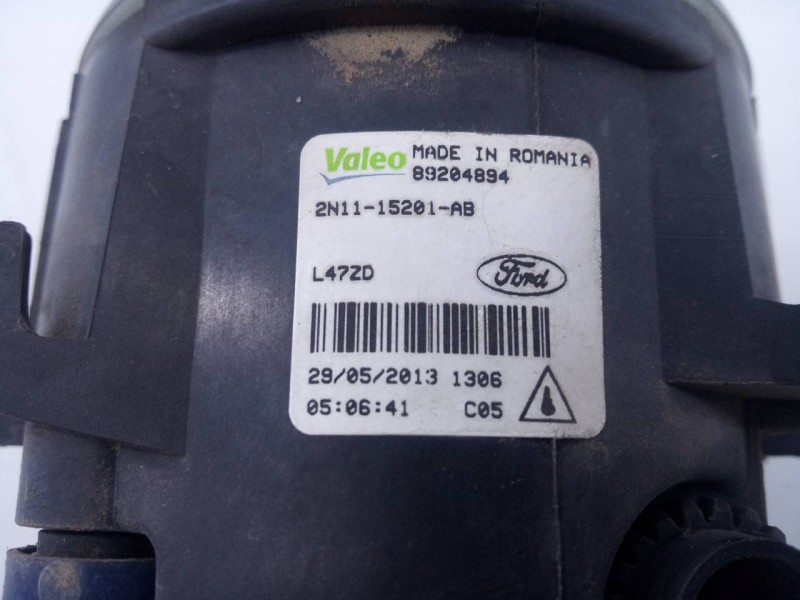 Valeo MADE IN ROMANIA
89204894
2N11-15201-AB
L47ZD Ford
29/05/2013 1306
05:06:41 C05